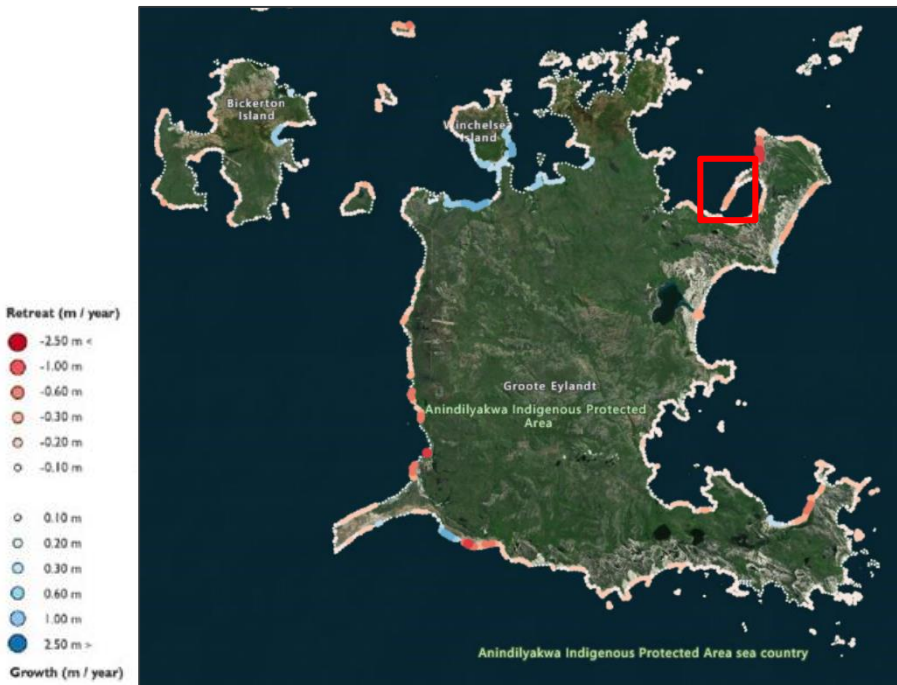 Bickerton
Island
Winchelsea
Island
Retreat (m / year)
-2.50 m <
-1.00 m
-0.60 m
-0.30 m
-0.20 m
-0.10 m
0.10 m
0.20 m
0.30 m
0.60 m
1.00 m
2.50 m >
Growth (m / year)
Groote Eylandt
Anindilyakwa Indigenous Protected
Area
Anindilyakwa Indigenous Protected Area sea country